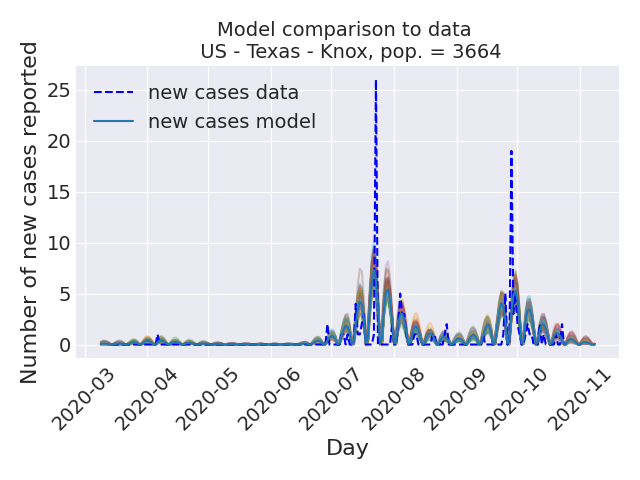 Model comparison to data
US - Texas - Knox, pop. = 3664
Number of new cases reported
25
20
15
10
5
0
new cases data
new cases model
2020-03
2020-04
2020-05
2020-06
2020-07
2020-08
2020-09
2020-10
2020-11
Day